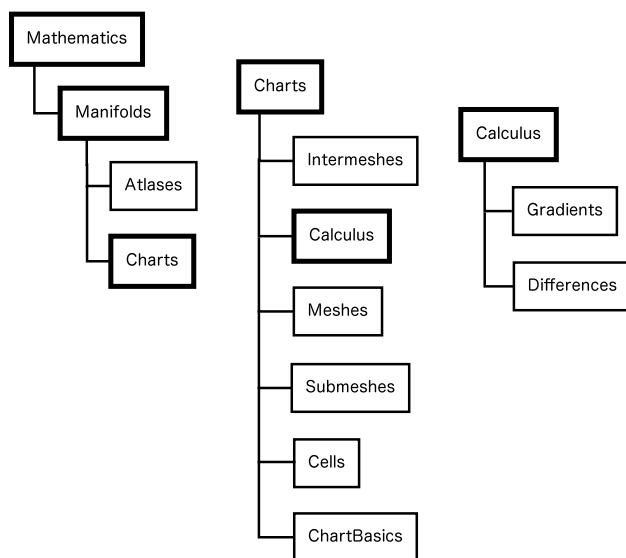 Mathematics
Manifolds
Atlases
Charts
Charts
Intermeshes
Calculus
Meshes
Submeshes
Cells
ChartBasics
Calculus
Gradients
Differences